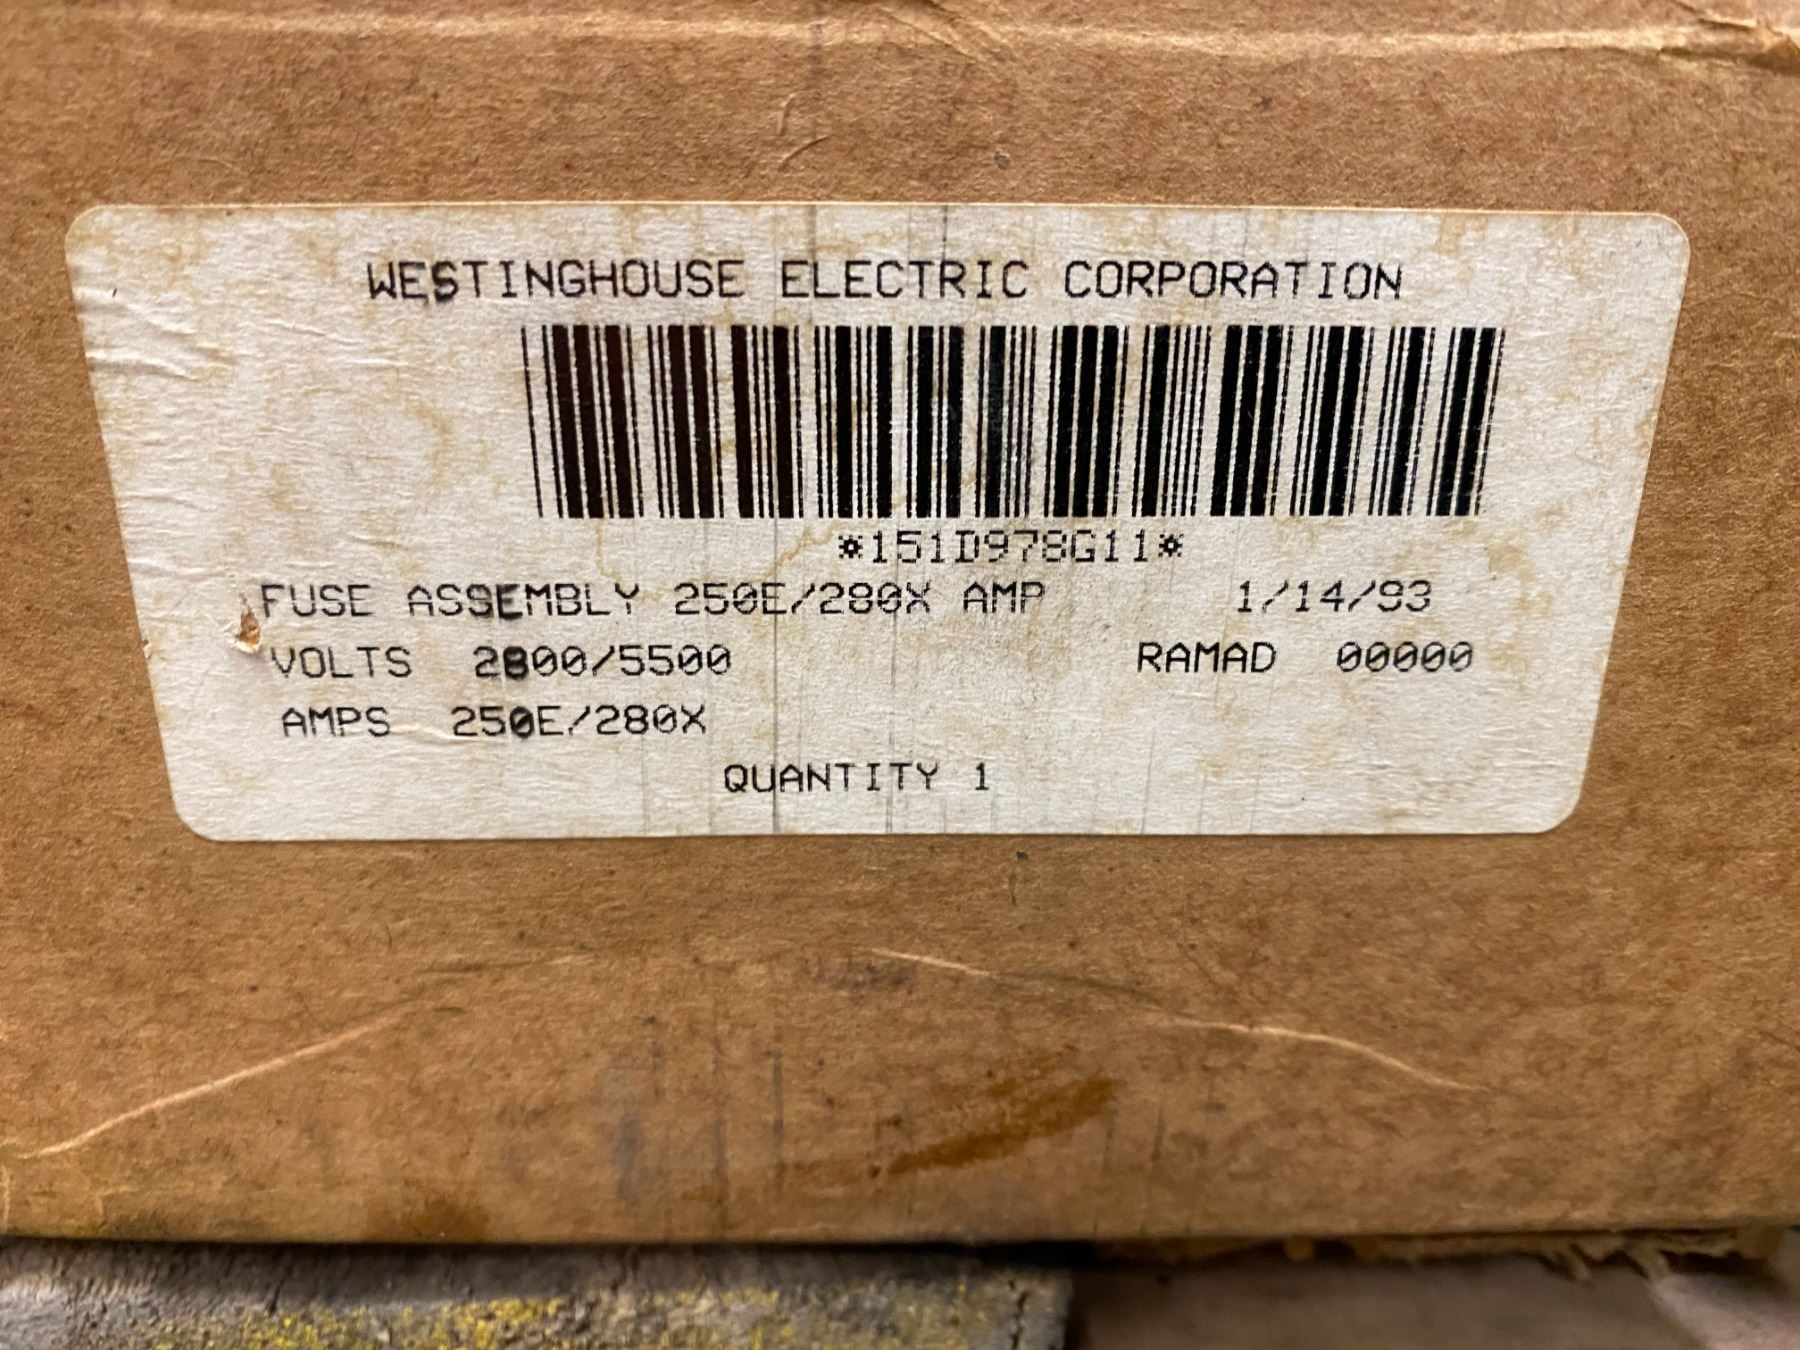 WESTINGHOUSE ELECTRIC CORPORATION
*151D978G11*
FUSE ASSEMBLY 250E/280X AMP 1/14/93
VOLTS 2800/5500 RAMAD 00000
AMPS 250E/280X
QUANTITY 1